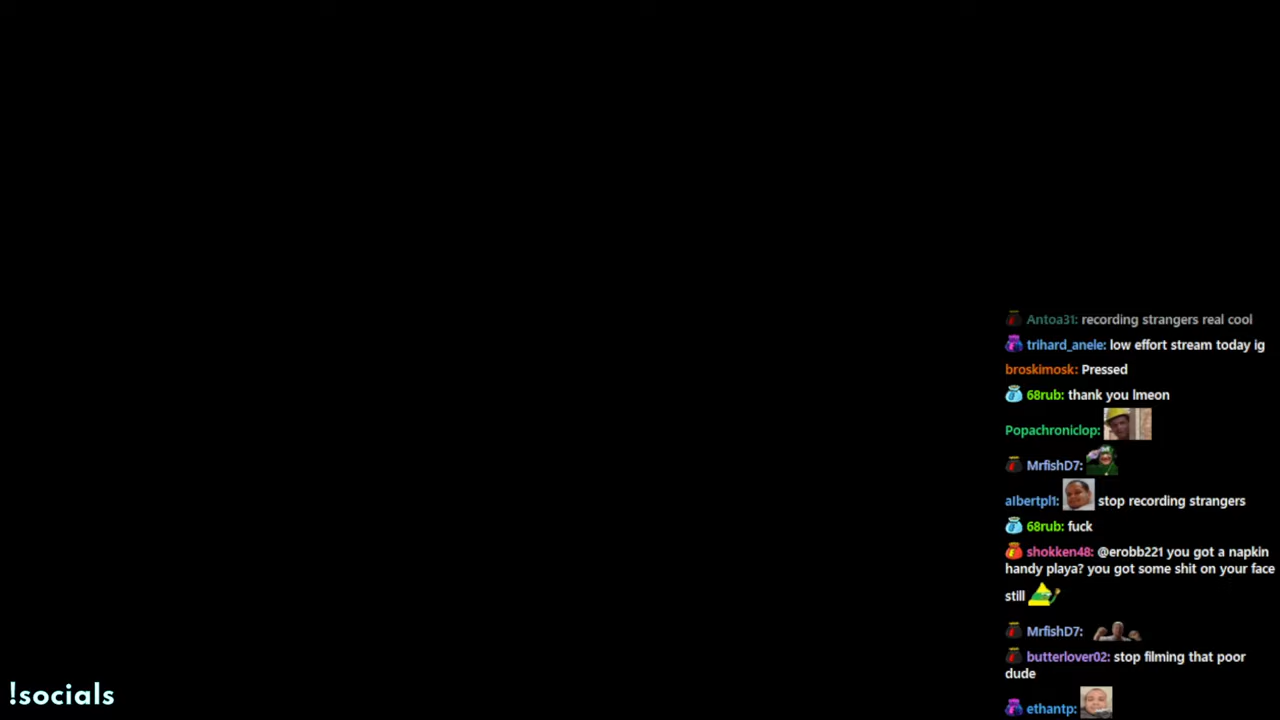 Antoa31: recording strangers real cool
trihard_anele: low effort stream today ig
broskimosk: Pressed
68rub: thank you lmeon
Popachroniclop:
MrfishD7:
albertpl1: stop recording strangers
68rub: fuck
shokken48: @erobb221 you got a napkin
handy playa? you got some shit on your face
still
MrfishD7:
butterlover02: stop filming that poor
dude
ethantp:
!socials